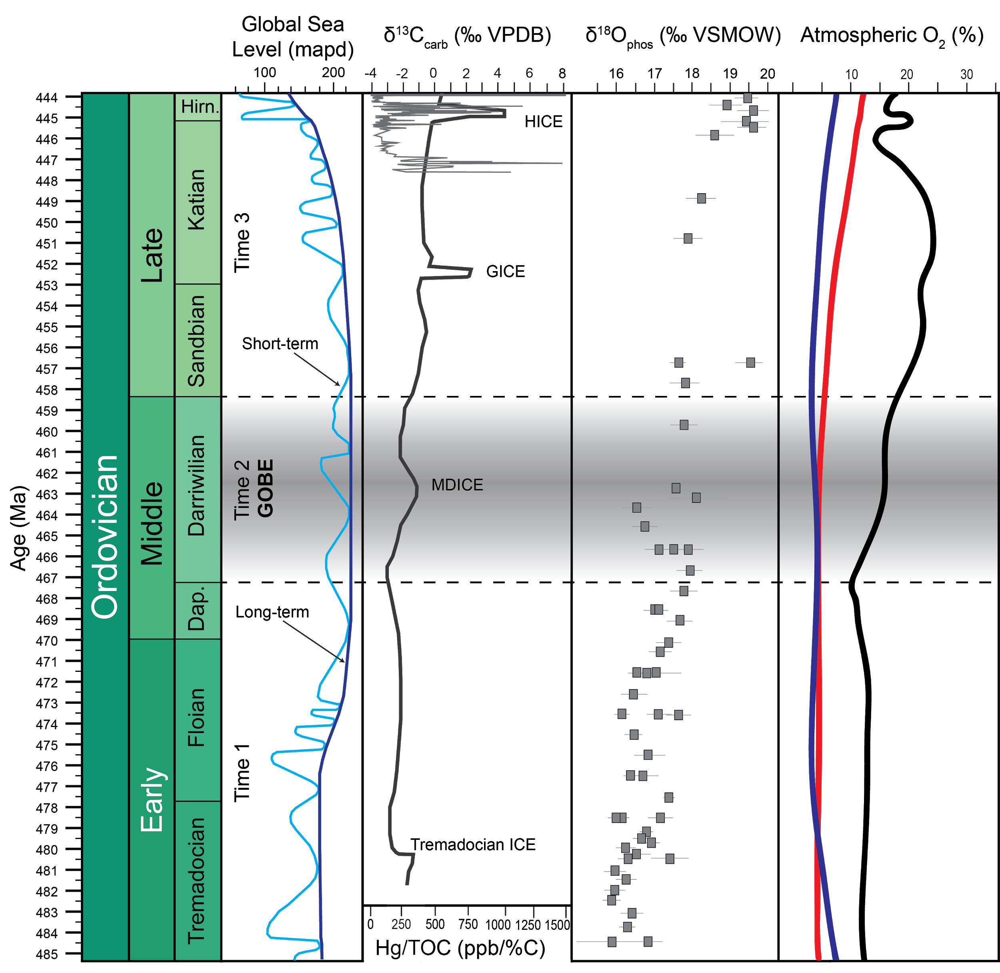 Global Sea
Level (mapd)
δ¹³Ccarb (‰ VPDB)
δ¹⁸Ophos (‰ VSMOW)
Atmospheric O₂ (%)
100 200
-4 -2 0 2 4 6 8
16 17 18 19 20
10 20 30
Age (Ma)
444
445
446
447
448
449
450
451
452
453
454
455
456
457
458
459
460
461
462
463
464
465
466
467
468
469
470
471
472
473
474
475
476
477
478
479
480
481
482
483
484
485
Ordovician
Late
Middle
Early
Hirn.
Katian
Sandbian
Darriwilian
Dap.
Floian
Tremadocian
Time 3
Short-term
Time 2
GOBE
Long-term
Time 1
HICE
GICE
MDICE
Tremadocian ICE
0 250 500 750 1000 1250 1500
Hg/TOC (ppb/%C)